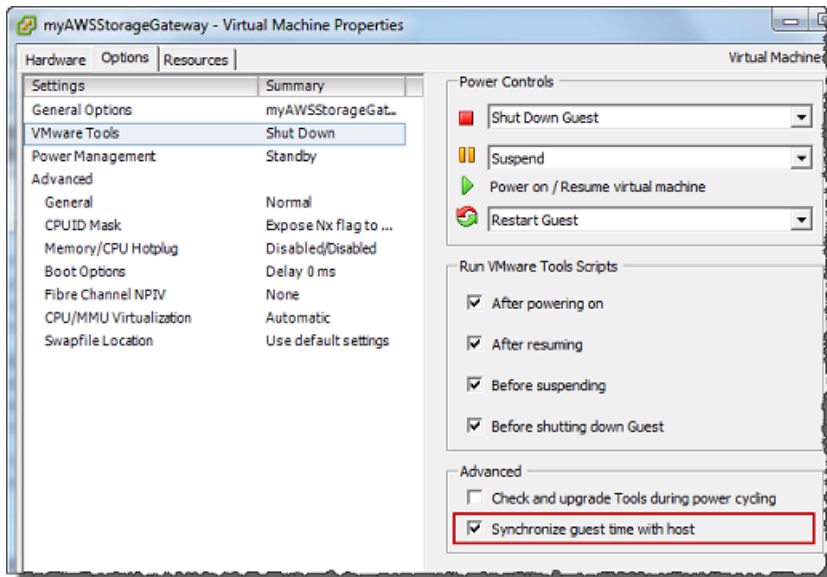 myAWSStorageGateway - Virtual Machine Properties
Hardware Options Resources Virtual Machine
Settings Summary
General Options myAWSStorageGat...
VMware Tools Shut Down
Power Management Standby
Advanced
General Normal
CPUID Mask Expose Nx flag to ...
Memory/CPU Hotplug Disabled/Disabled
Boot Options Delay 0 ms
Fibre Channel NPIV None
CPU/MMU Virtualization Automatic
Swapfile Location Use default settings
Power Controls
Shut Down Guest
Suspend
Power on / Resume virtual machine
Restart Guest
Run VMware Tools Scripts
After powering on
After resuming
Before suspending
Before shutting down Guest
Advanced
Check and upgrade Tools during power cycling
Synchronize guest time with host